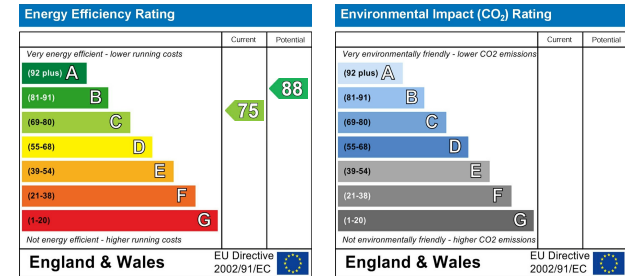 Energy Efficiency Rating
Current Potential
Very energy efficient - lower running costs
(92 plus) A
(81-91) B
(69-80) C
(55-68) D
(39-54) E
(21-38) F
(1-20) G
75
88
Not energy efficient - higher running costs
England & Wales
EU Directive
2002/91/EC
Environmental Impact (CO₂) Rating
Current Potential
Very environmentally friendly - lower CO2 emissions
(92 plus) A
(81-91) B
(69-80) C
(55-68) D
(39-54) E
(21-38) F
(1-20) G
Not environmentally friendly - higher CO2 emissions
England & Wales
EU Directive
2002/91/EC